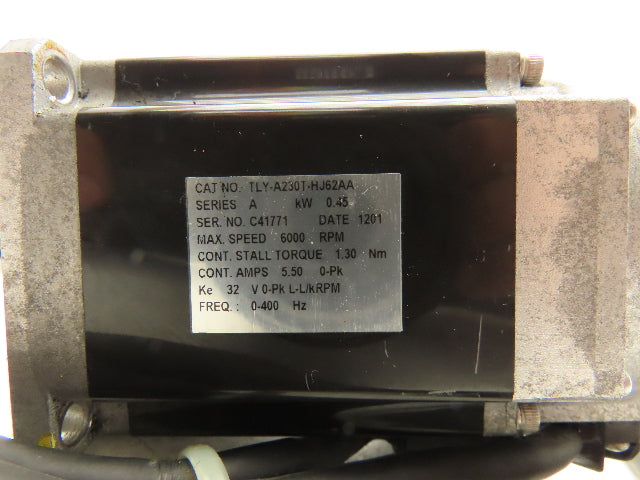 CAT NO. TLY-A230T-HJ62AA
SERIES A kW 0.45
SER. NO. C41771 DATE 1201
MAX. SPEED 6000 RPM
CONT. STALL TORQUE 1.30 Nm
CONT. AMPS 5.50 0-Pk
Ke 32 V 0-Pk L-L/kRPM
FREQ. : 0-400 Hz